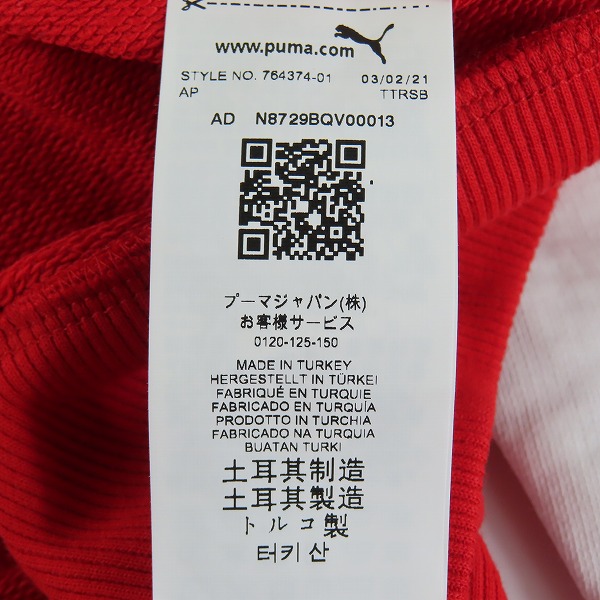 www.puma.com
STYLE NO. 764374-01 03/02/21
AP TTRSB
AD N8729BQV00013
プーマジャパン(株)
お客様サービス
0120-125-150
MADE IN TURKEY
HERGESTELLT IN TÜRKEI
FABRIQUÉ EN TURQUIE
FABRICADO EN TURQUÍA
PRODOTTO IN TURCHIA
FABRICADO NA TURQUIA
BUATAN TURKI
土耳其制造
土耳其製造
トルコ製
터키 산